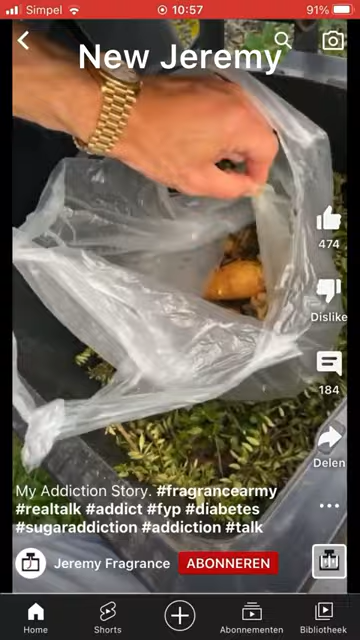 Simpel 10:57 91%
New Jeremy
474
Dislike
184
Delen
My Addiction Story. #fragrancearmy
#realtalk #addict #fyp #diabetes
#sugaraddiction #addiction #talk
Jeremy Fragrance ABONNEREN
Home Shorts Abonnementen Bibliotheek